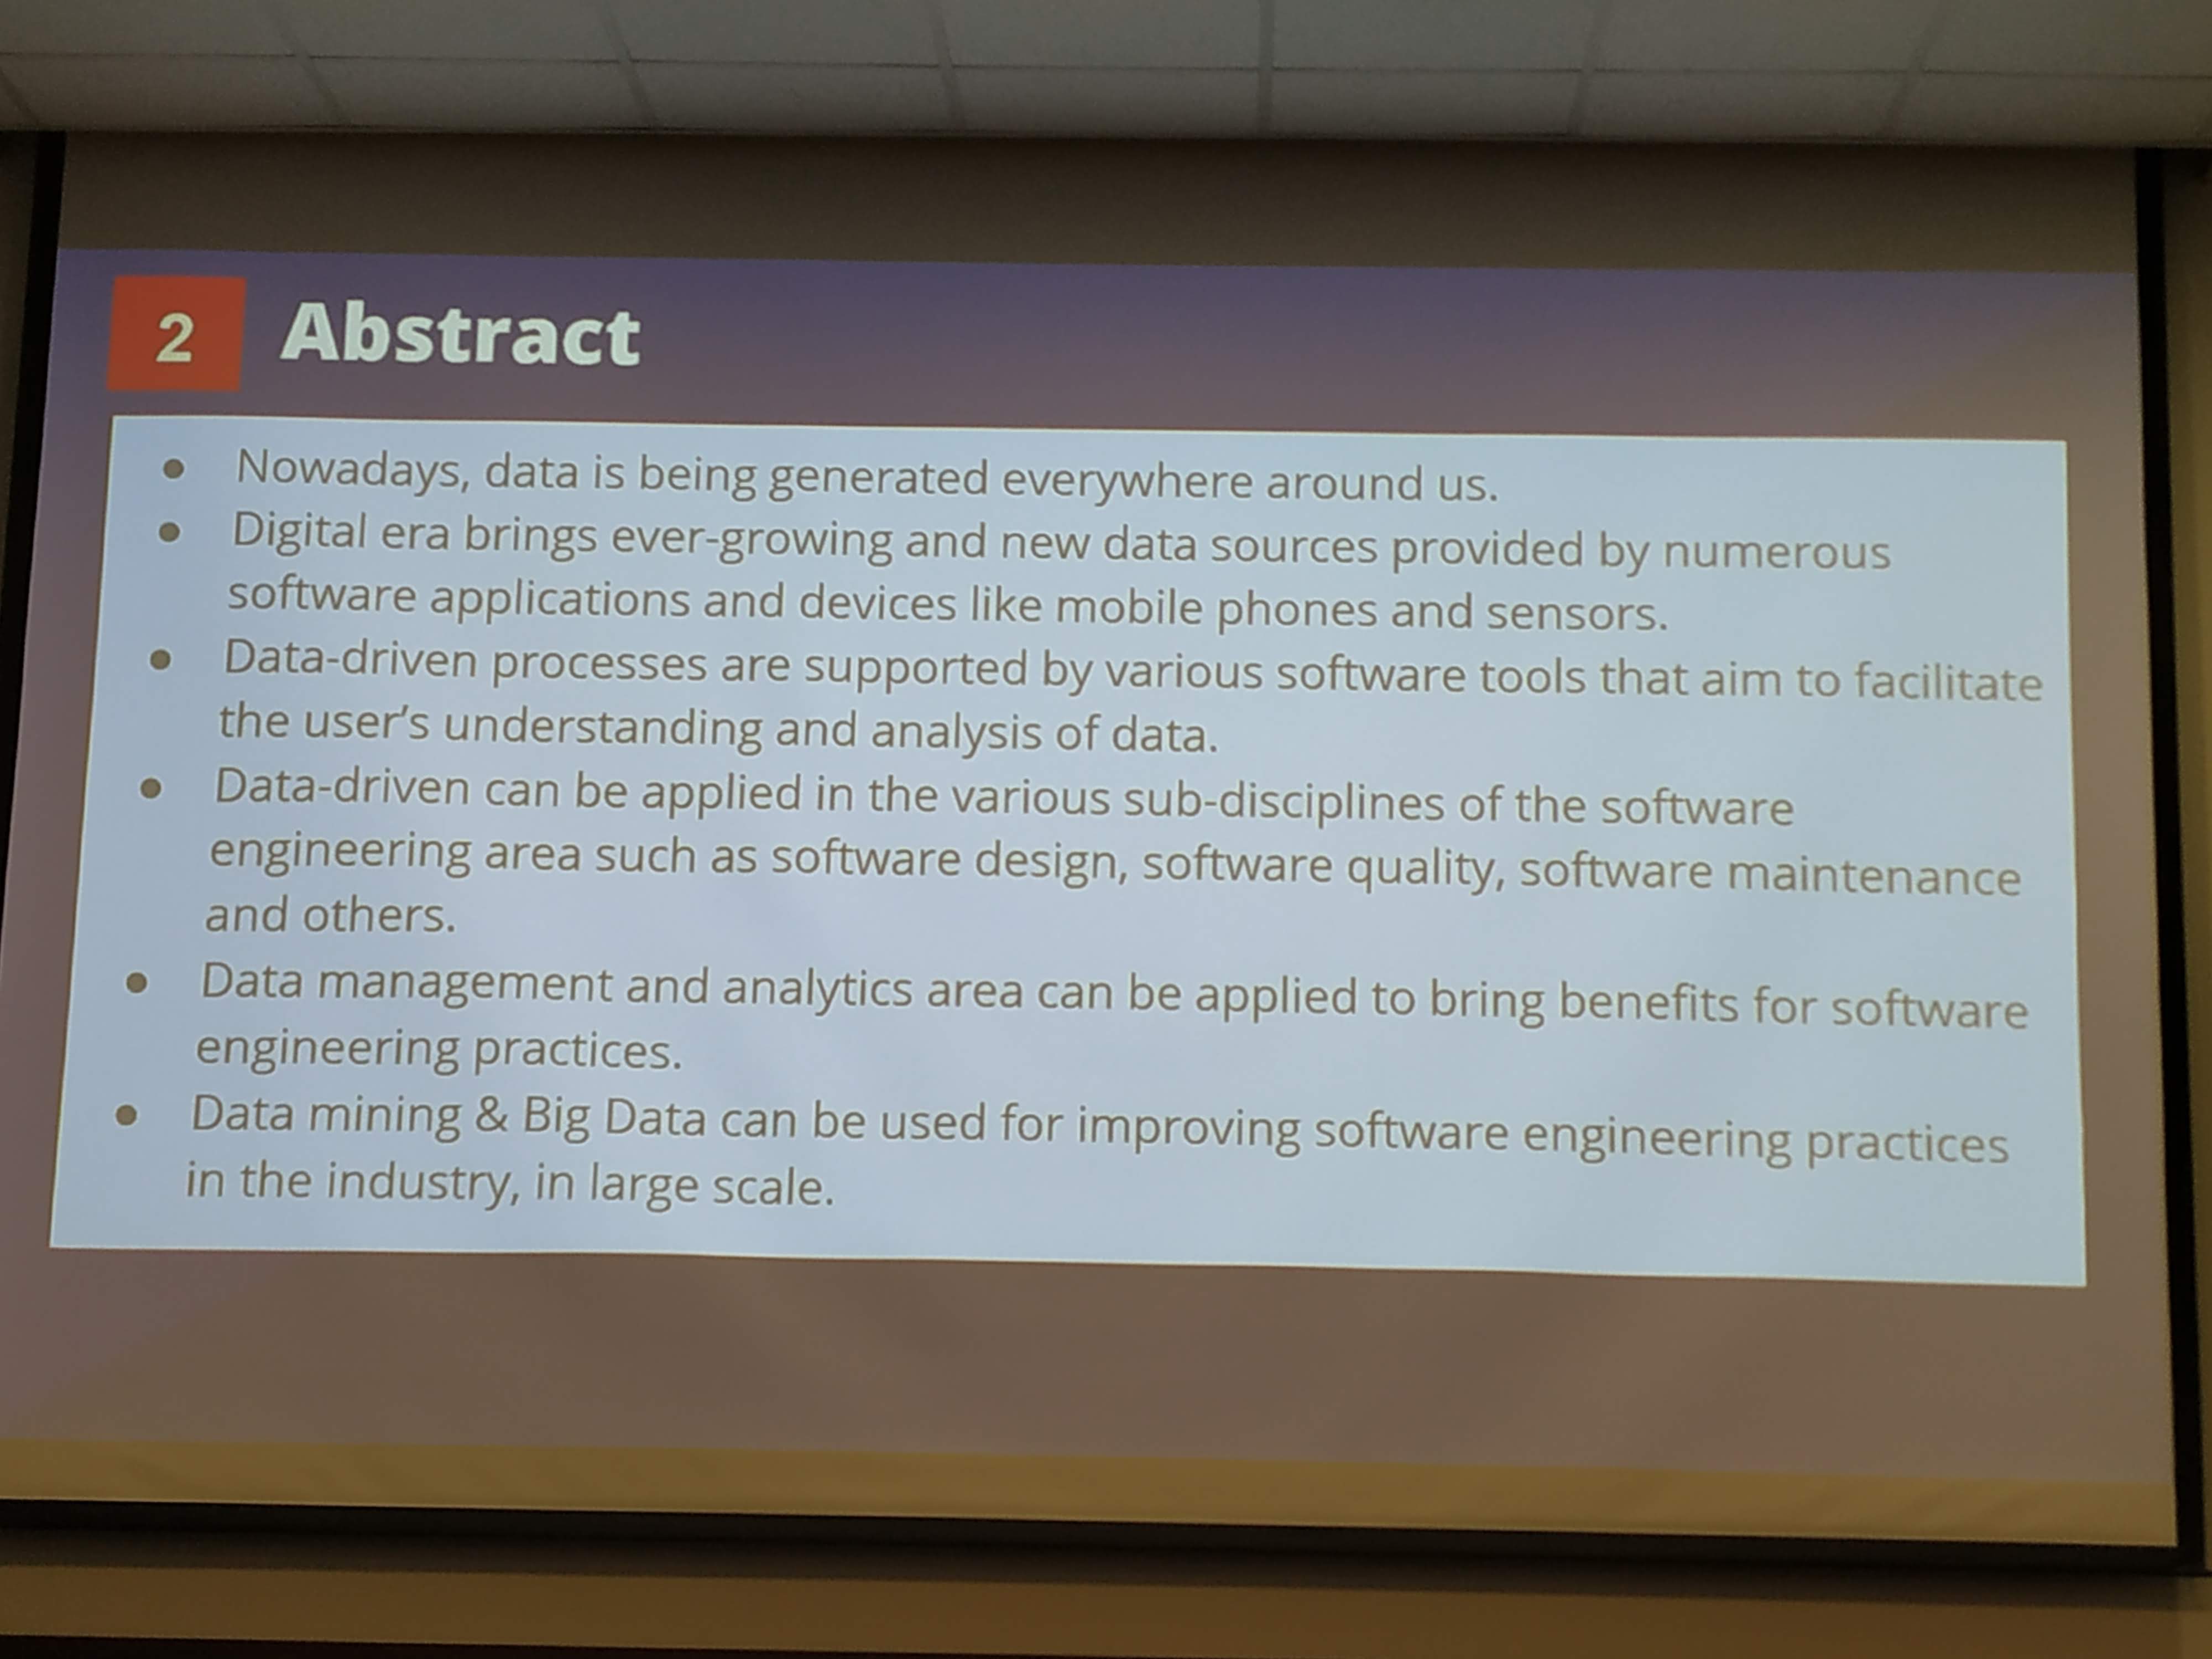 2 Abstract
● Nowadays, data is being generated everywhere around us.
● Digital era brings ever-growing and new data sources provided by numerous
software applications and devices like mobile phones and sensors.
● Data-driven processes are supported by various software tools that aim to facilitate
the user’s understanding and analysis of data.
● Data-driven can be applied in the various sub-disciplines of the software
engineering area such as software design, software quality, software maintenance
and others.
● Data management and analytics area can be applied to bring benefits for software
engineering practices.
● Data mining & Big Data can be used for improving software engineering practices
in the industry, in large scale.